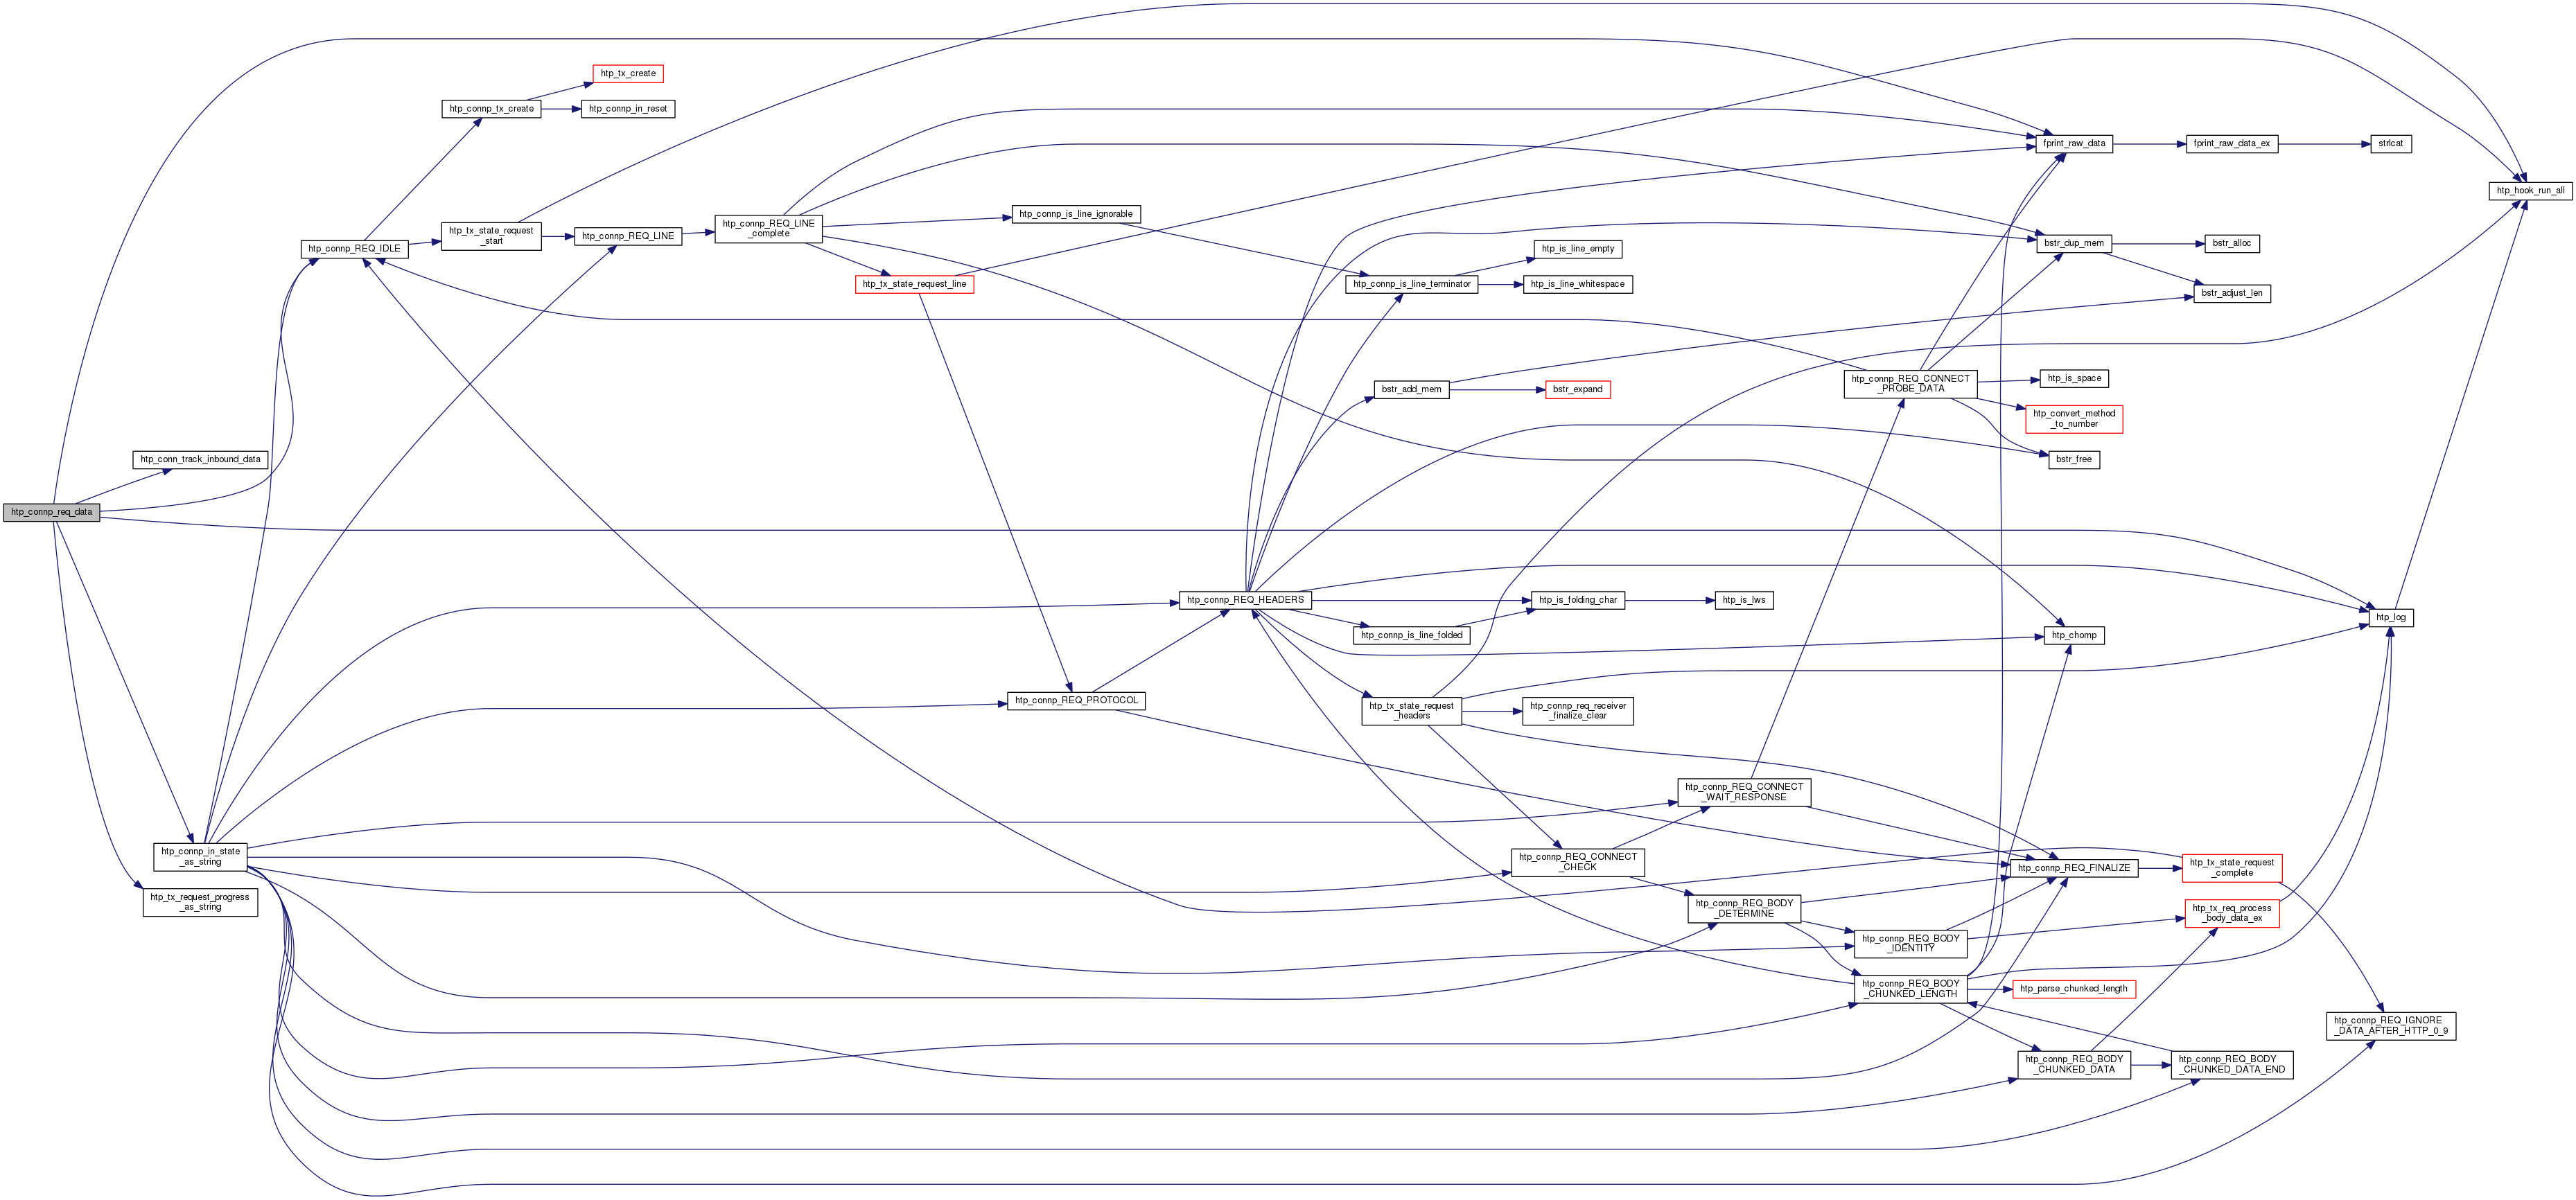 htp_connp_req_data
htp_conn_track_inbound_data
htp_connp_in_state
_as_string
htp_tx_request_progress
_as_string
htp_connp_REQ_IDLE
htp_connp_tx_create
htp_tx_create
htp_connp_in_reset
htp_tx_state_request
_start
htp_connp_REQ_LINE
htp_connp_REQ_LINE
_complete
htp_tx_state_request_line
htp_connp_is_line_ignorable
htp_connp_REQ_PROTOCOL
htp_connp_REQ_HEADERS
htp_connp_is_line_terminator
htp_is_line_empty
htp_is_line_whitespace
bstr_add_mem
bstr_expand
htp_is_folding_char
htp_is_lws
htp_connp_is_line_folded
htp_tx_state_request
_headers
htp_connp_req_receiver
_finalize_clear
htp_connp_REQ_CONNECT
_CHECK
htp_connp_REQ_CONNECT
_WAIT_RESPONSE
htp_connp_REQ_BODY
_DETERMINE
htp_connp_REQ_CONNECT
_PROBE_DATA
htp_connp_REQ_BODY
_IDENTITY
htp_connp_REQ_BODY
_CHUNKED_LENGTH
fprint_raw_data
fprint_raw_data_ex
strlcat
bstr_dup_mem
bstr_alloc
bstr_adjust_len
htp_is_space
htp_convert_method
_to_number
bstr_free
htp_chomp
htp_connp_REQ_FINALIZE
htp_tx_state_request
_complete
htp_tx_req_process
_body_data_ex
htp_parse_chunked_length
htp_connp_REQ_BODY
_CHUNKED_DATA
htp_connp_REQ_BODY
_CHUNKED_DATA_END
htp_connp_REQ_IGNORE
_DATA_AFTER_HTTP_0_9
htp_log
htp_hook_run_all